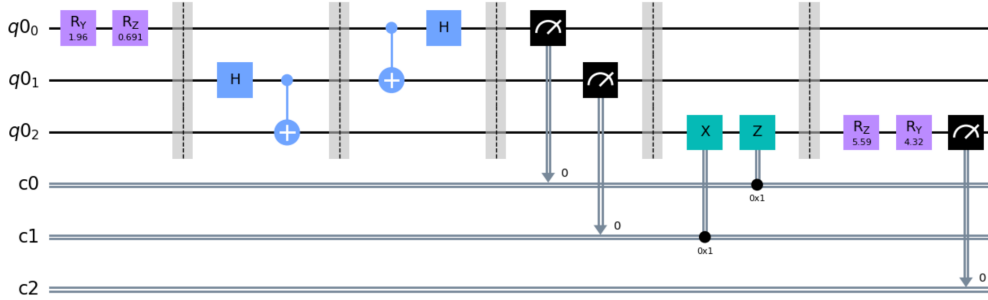 q0₀ R_Y 1.96 R_Z 0.691 H
q0₁ H
q0₂ X Z R_Z 5.59 R_Y 4.32
c0 0 0x1
c1 0 0x1
c2 0